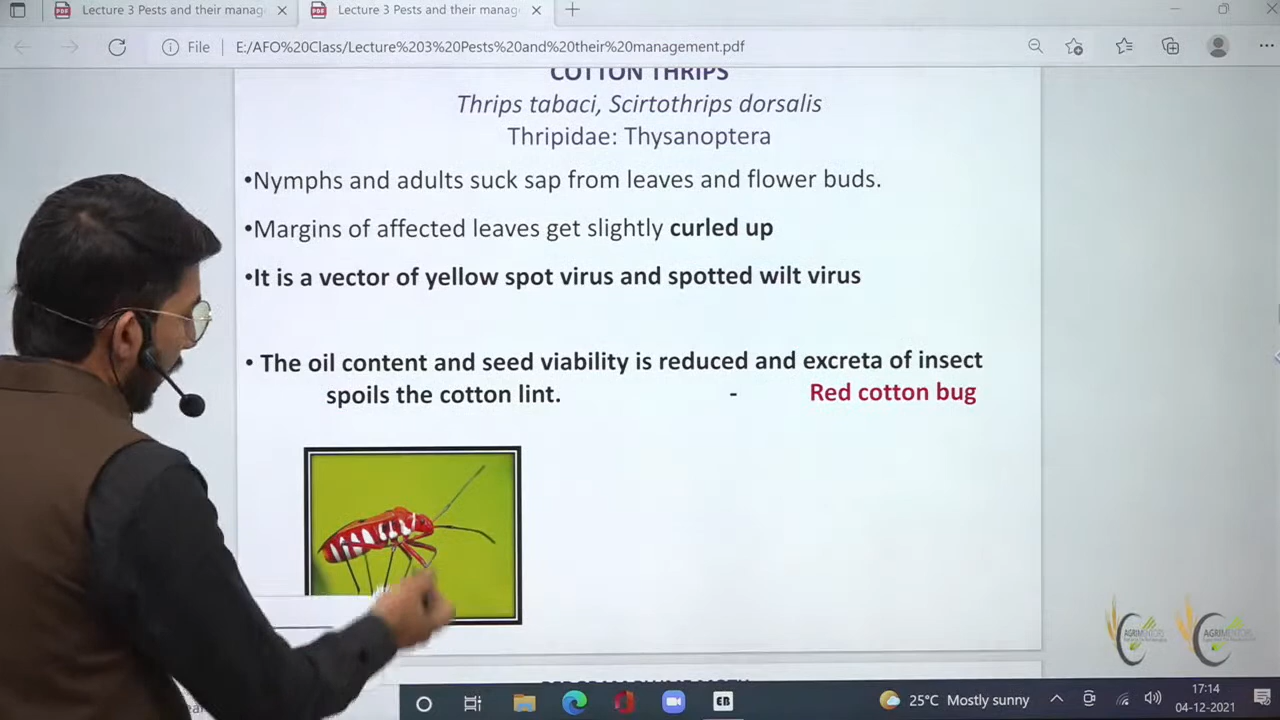 Lecture 3 Pests and their manag
Lecture 3 Pests and their manag
File
E:/AFO%20Class/Lecture%203%20Pests%20and%20their%20management.pdf
COTTON THRIPS
Thrips tabaci, Scirtothrips dorsalis
Thripidae: Thysanoptera
•Nymphs and adults suck sap from leaves and flower buds.
•Margins of affected leaves get slightly curled up
•It is a vector of yellow spot virus and spotted wilt virus
• The oil content and seed viability is reduced and excreta of insect
spoils the cotton lint. - Red cotton bug
AGRIMENTORS
AGRIMENTORS
25°C Mostly sunny
17:14
04-12-2021